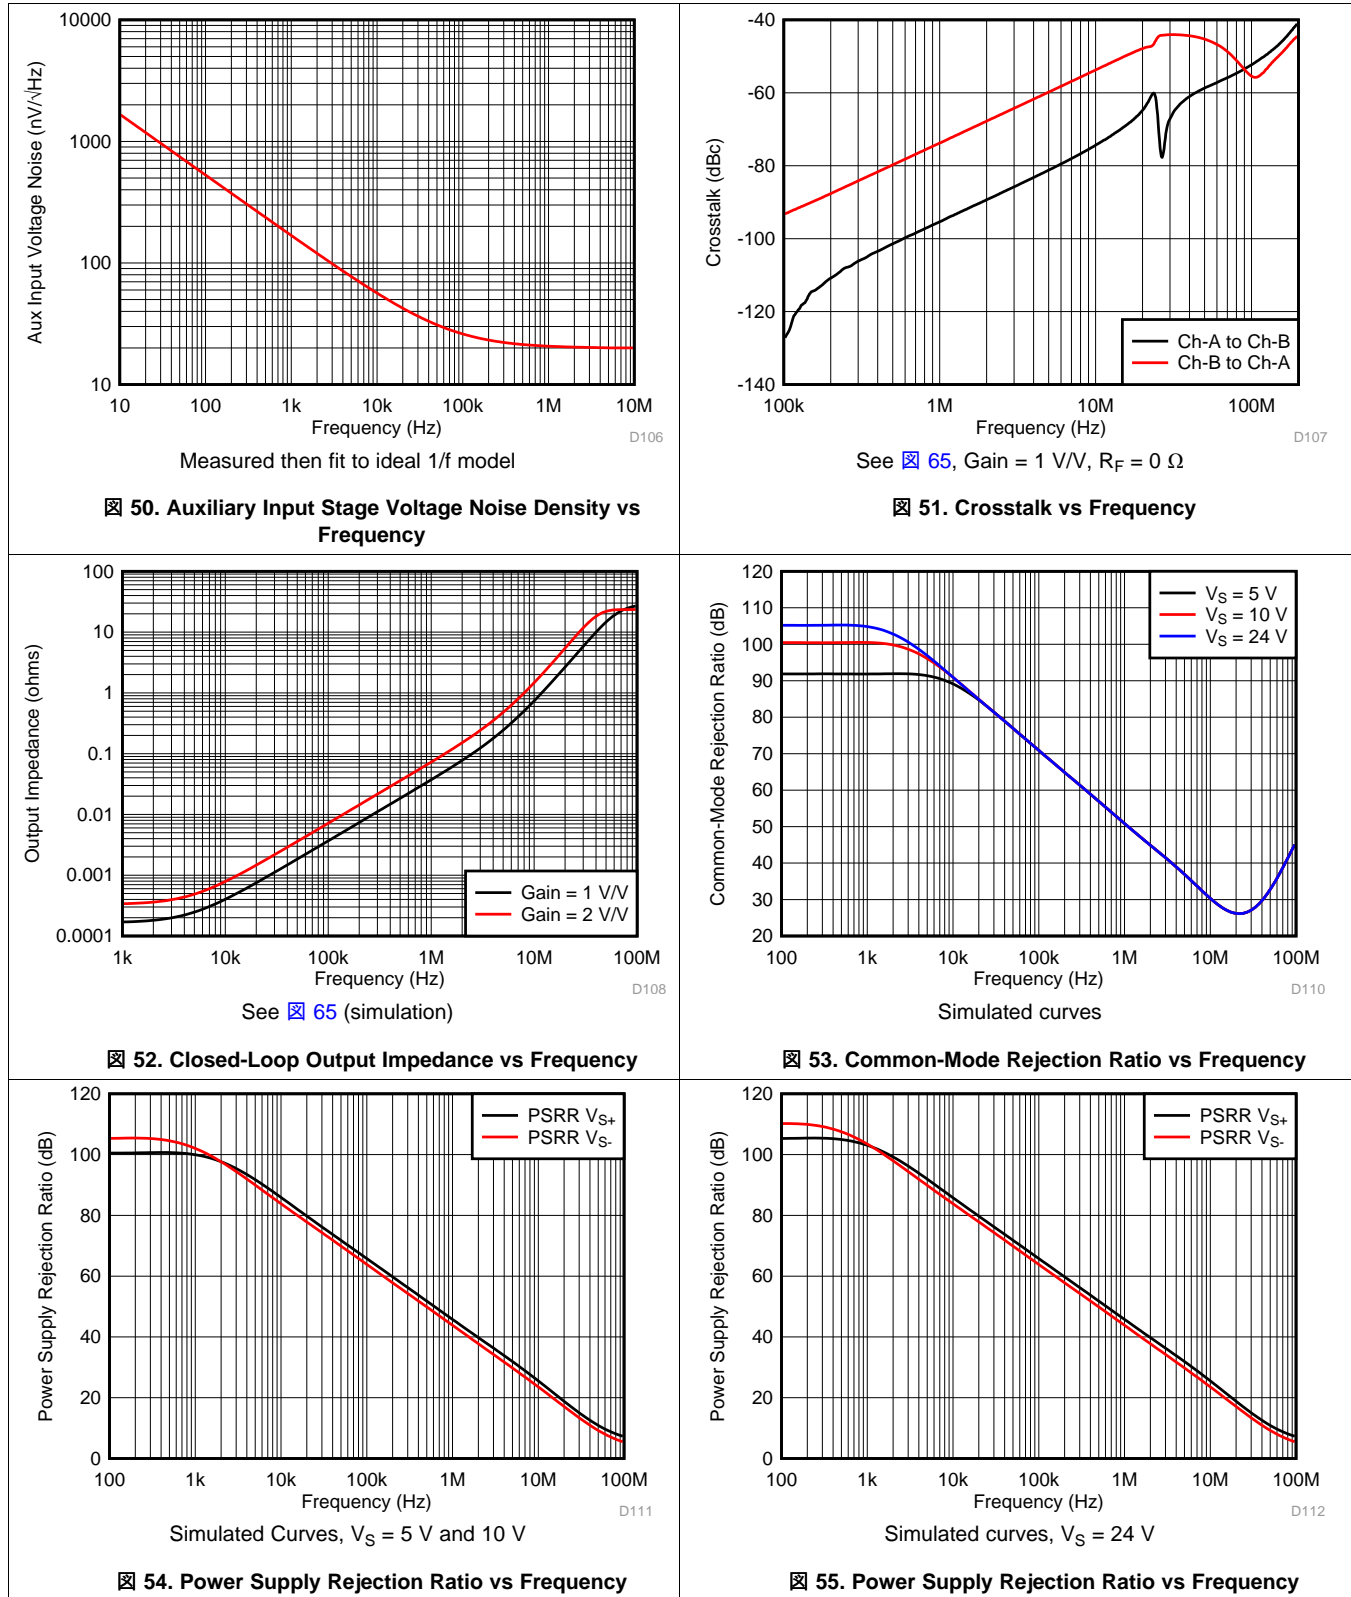 10000
1000
100
10
Aux Input Voltage Noise (nV/√Hz)
10 100 1k 10k 100k 1M 10M
Frequency (Hz)
D106
Measured then fit to ideal 1/f model
図 50. Auxiliary Input Stage Voltage Noise Density vs
Frequency
-40
-60
-80
-100
-120
-140
Crosstalk (dBc)
Ch-A to Ch-B
Ch-B to Ch-A
100k 1M 10M 100M
Frequency (Hz)
D107
See 図 65, Gain = 1 V/V, RF = 0 Ω
図 51. Crosstalk vs Frequency
100
10
1
0.1
0.01
0.001
0.0001
Output Impedance (ohms)
Gain = 1 V/V
Gain = 2 V/V
1k 10k 100k 1M 10M 100M
Frequency (Hz)
D108
See 図 65 (simulation)
図 52. Closed-Loop Output Impedance vs Frequency
120
110
100
90
80
70
60
50
40
30
20
Common-Mode Rejection Ratio (dB)
VS = 5 V
VS = 10 V
VS = 24 V
100 1k 10k 100k 1M 10M 100M
Frequency (Hz)
D110
Simulated curves
図 53. Common-Mode Rejection Ratio vs Frequency
120
100
80
60
40
20
0
Power Supply Rejection Ratio (dB)
PSRR VS+
PSRR VS-
100 1k 10k 100k 1M 10M 100M
Frequency (Hz)
D111
Simulated Curves, VS = 5 V and 10 V
図 54. Power Supply Rejection Ratio vs Frequency
120
100
80
60
40
20
0
Power Supply Rejection Ratio (dB)
PSRR VS+
PSRR VS-
100 1k 10k 100k 1M 10M 100M
Frequency (Hz)
D112
Simulated curves, VS = 24 V
図 55. Power Supply Rejection Ratio vs Frequency